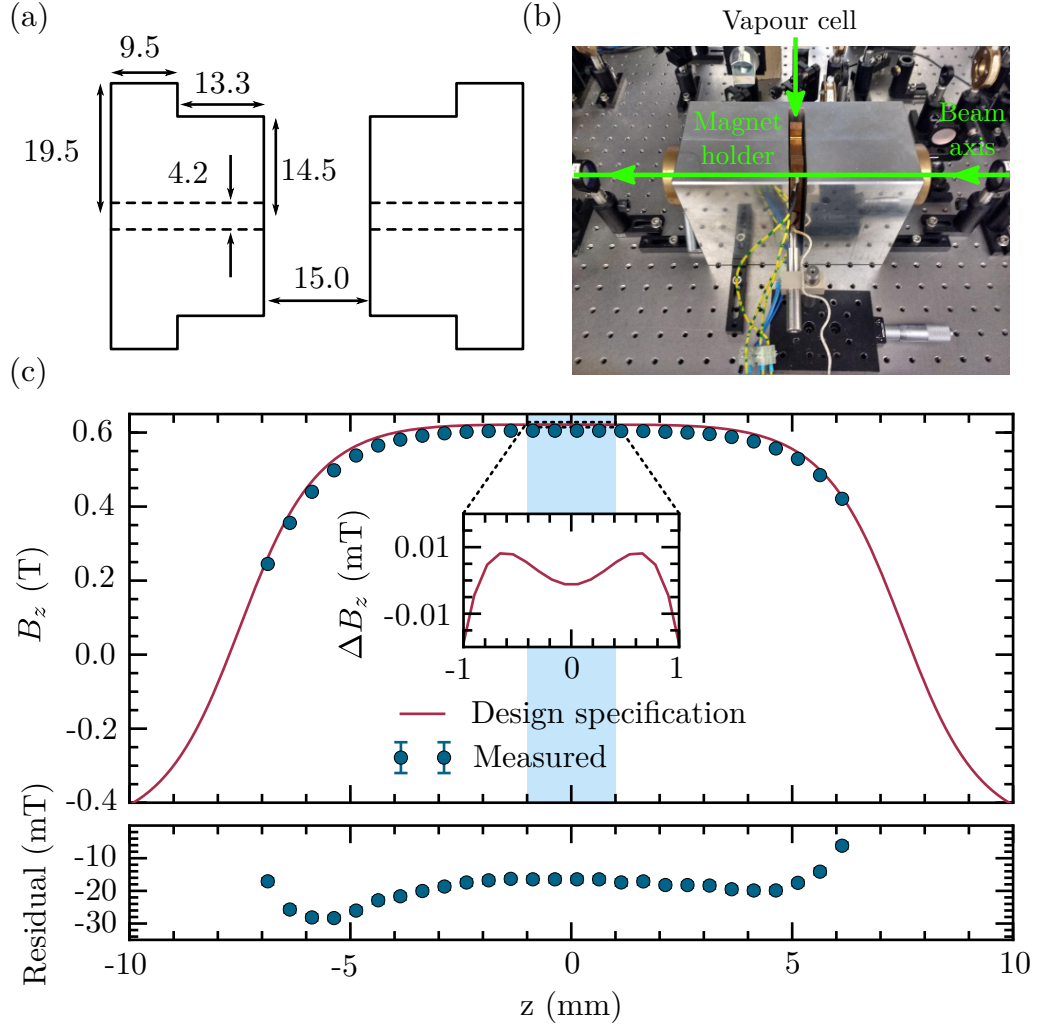 (a)
9.5
13.3
19.5
4.2
14.5
15.0
(b)
Vapour cell
Magnet
holder
Beam
axis
(c)
B_z (T)
0.6
0.4
0.2
0.0
-0.2
-0.4
ΔB_z (mT)
0.01
-0.01
-1
0
1
Design specification
Measured
Residual (mT)
-10
-20
-30
-10
-5
0
5
10
z (mm)